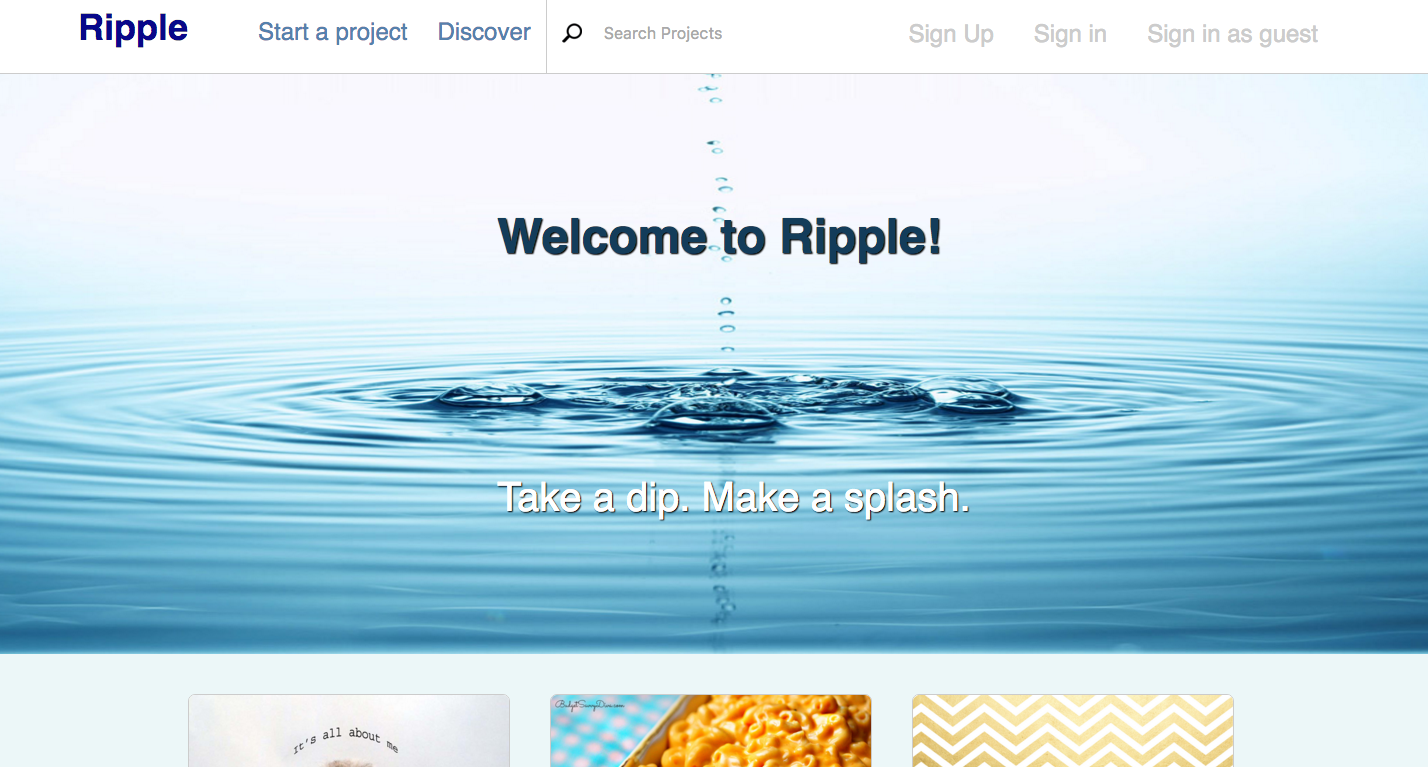 Ripple Start a project Discover Search Projects Sign Up Sign in Sign in as guest
Welcome to Ripple!
Take a dip. Make a splash.
it's all about me
BudgetSavvyDiva.com